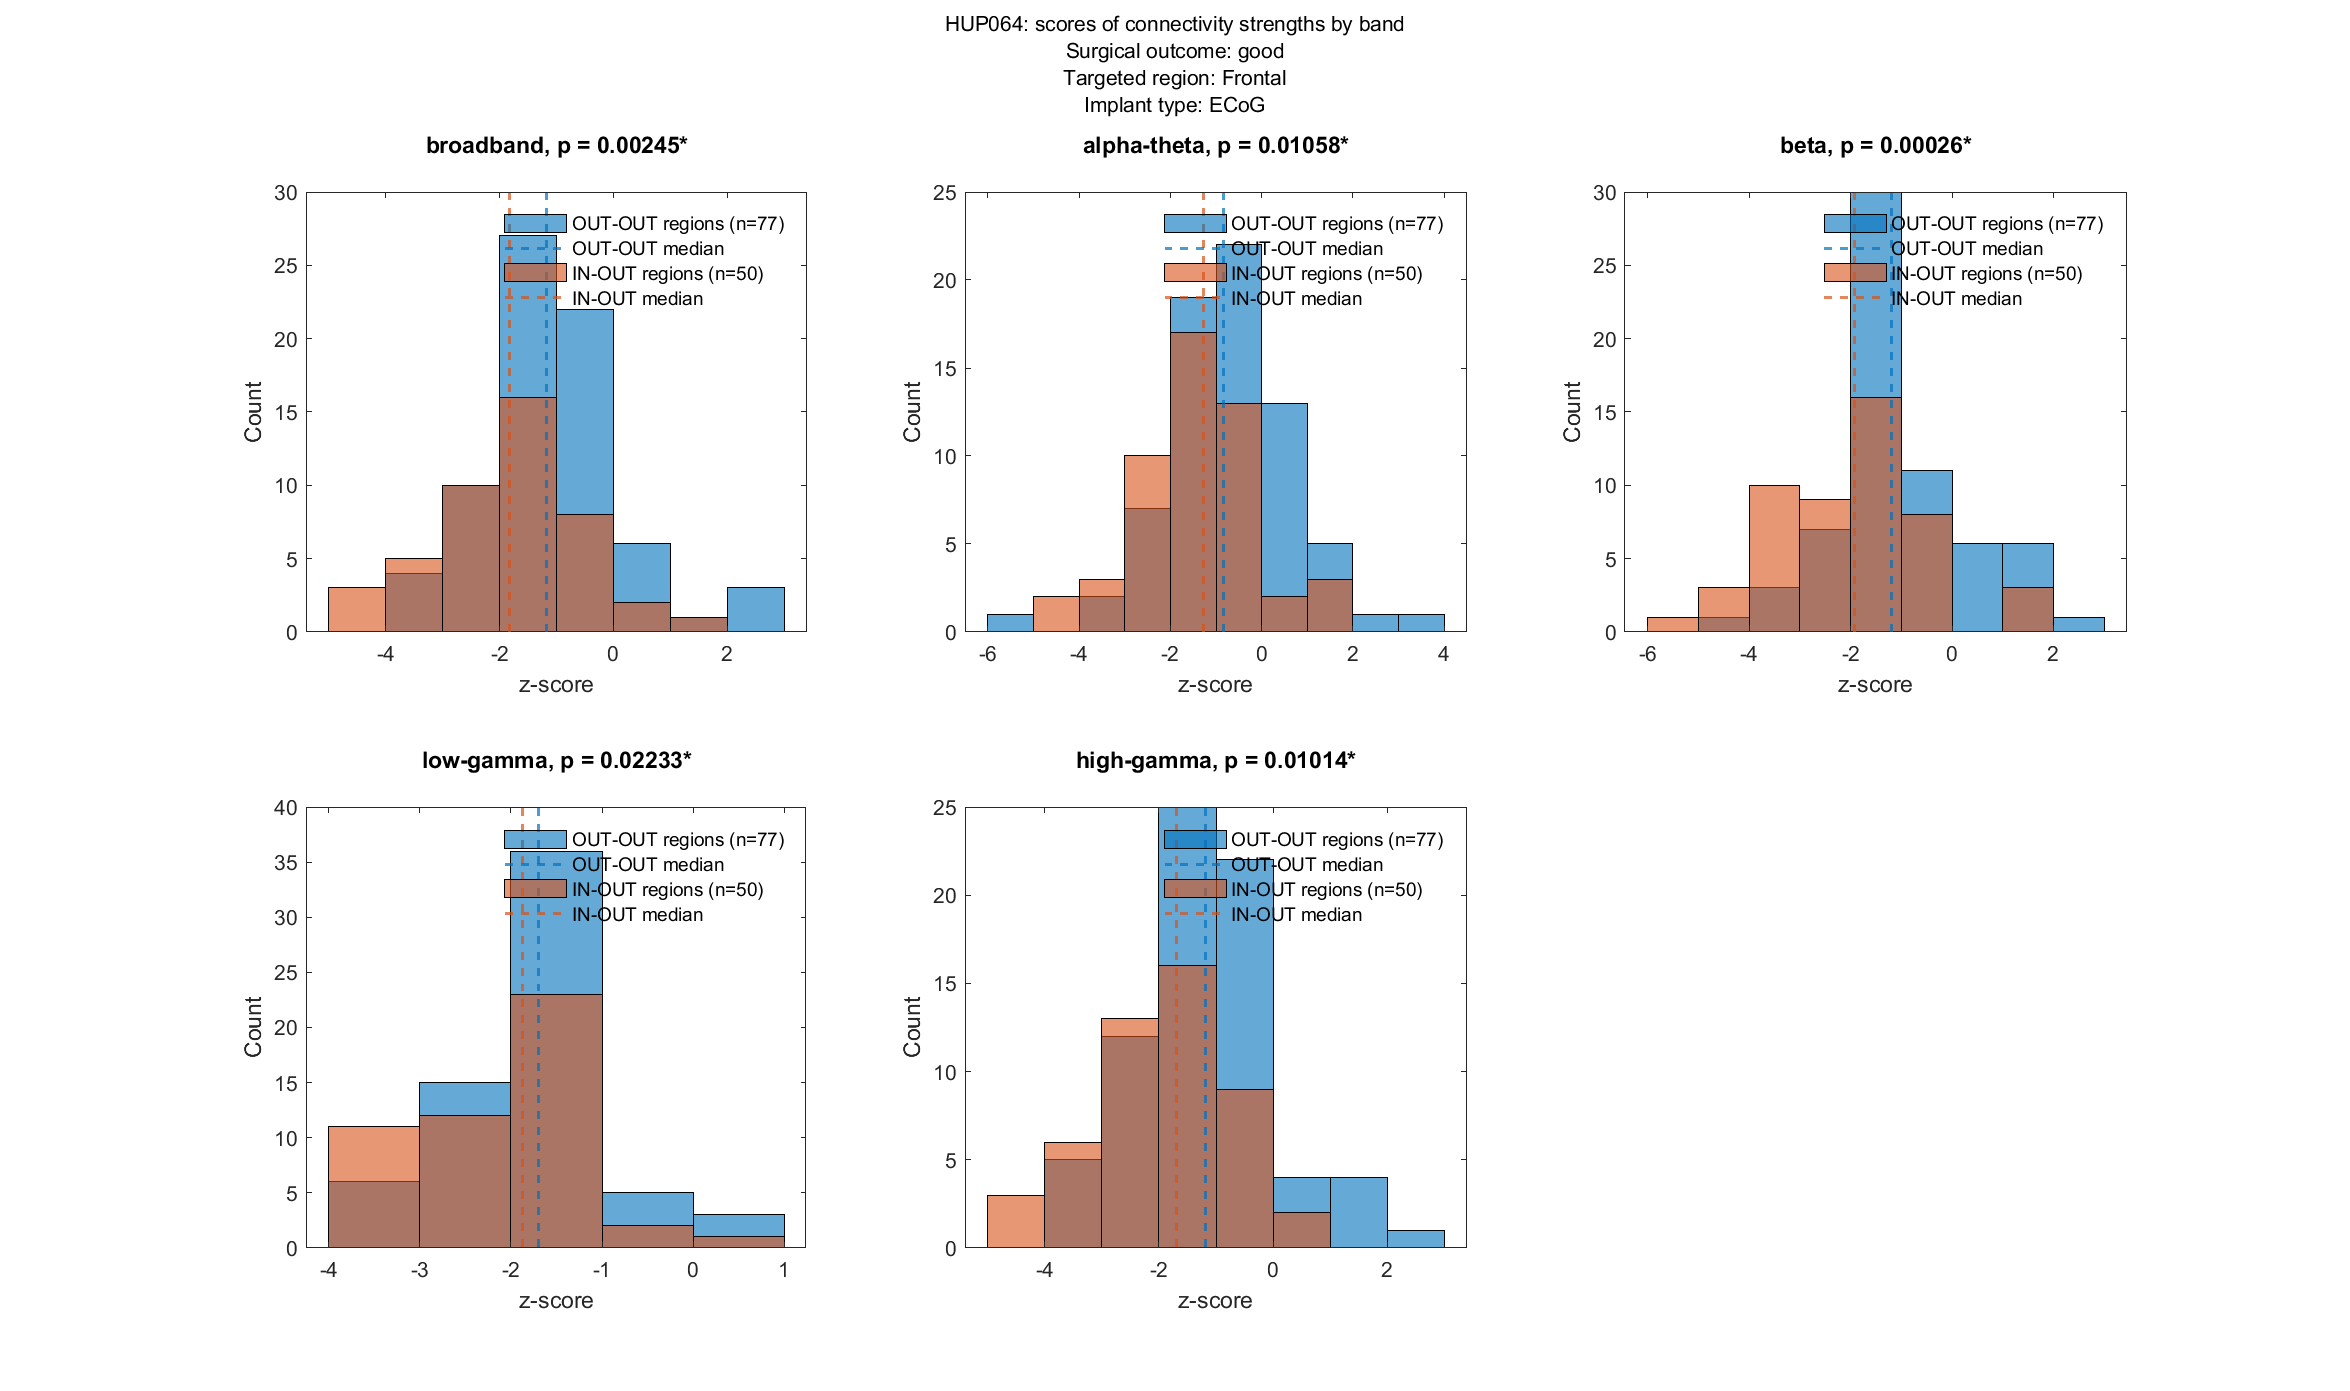 HUP064: scores of connectivity strengths by band
Surgical outcome: good
Targeted region: Frontal
Implant type: ECoG
broadband, p = 0.00245*
30
25
20
15
10
5
0
Count
-4
-2
0
2
z-score
OUT-OUT regions (n=77)
OUT-OUT median
IN-OUT regions (n=50)
IN-OUT median
alpha-theta, p = 0.01058*
25
20
15
10
5
0
Count
-6
-4
-2
0
2
4
z-score
OUT-OUT regions (n=77)
OUT-OUT median
IN-OUT regions (n=50)
IN-OUT median
beta, p = 0.00026*
30
25
20
15
10
5
0
Count
-6
-4
-2
0
2
z-score
OUT-OUT regions (n=77)
OUT-OUT median
IN-OUT regions (n=50)
IN-OUT median
low-gamma, p = 0.02233*
40
35
30
25
20
15
10
5
0
Count
-4
-3
-2
-1
0
1
z-score
OUT-OUT regions (n=77)
OUT-OUT median
IN-OUT regions (n=50)
IN-OUT median
high-gamma, p = 0.01014*
25
20
15
10
5
0
Count
-4
-2
0
2
z-score
OUT-OUT regions (n=77)
OUT-OUT median
IN-OUT regions (n=50)
IN-OUT median